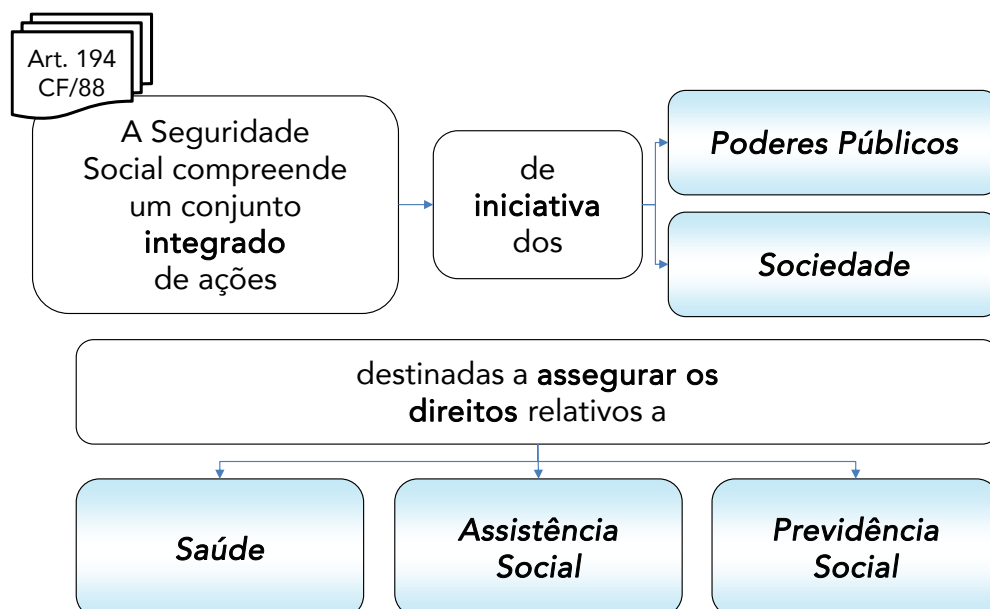 Art. 194
CF/88
A Seguridade
Social compreende
um conjunto
integrado
de ações
de
iniciativa
dos
Poderes Públicos
Sociedade
destinadas a assegurar os
direitos relativos a
Saúde
Assistência
Social
Previdência
Social